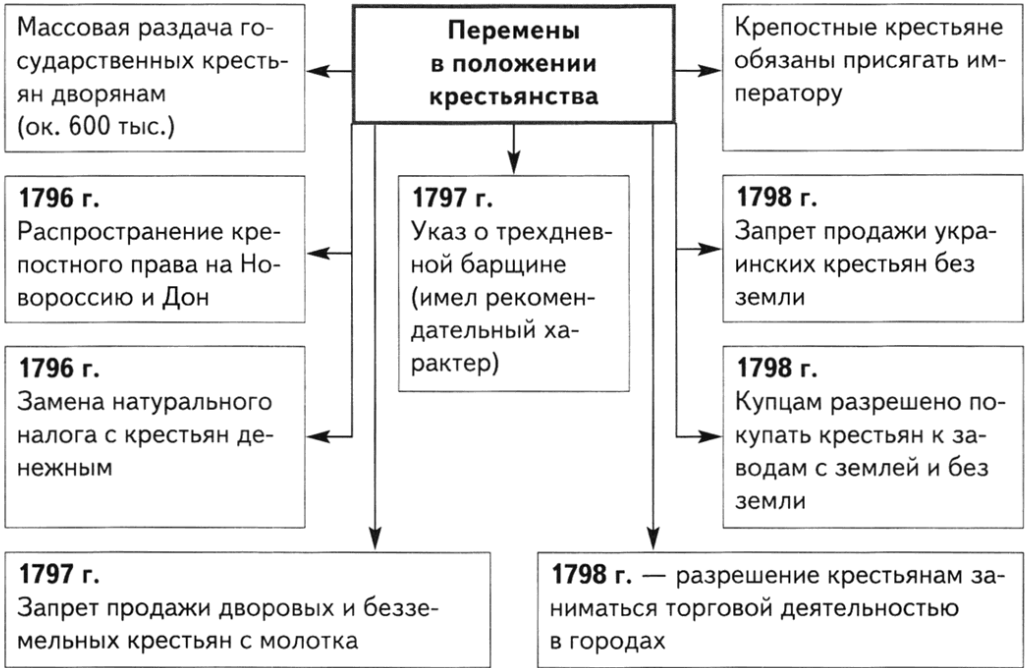 Перемены
в положении
крестьянства
Массовая раздача го-
сударственных кресть-
ян дворянам
(ок. 600 тыс.)
Крепостные крестьяне
обязаны присягать им-
ператору
1796 г.
Распространение кре-
постного права на Но-
вороссию и Дон
1797 г.
Указ о трехднев-
ной барщине
(имел рекомен-
дательный ха-
рактер)
1798 г.
Запрет продажи укра-
инских крестьян без
земли
1796 г.
Замена натурального
налога с крестьян де-
нежным
1798 г.
Купцам разрешено по-
купать крестьян к за-
водам с землей и без
земли
1797 г.
Запрет продажи дворовых и беззе-
мельных крестьян с молотка
1798 г. — разрешение крестьянам за-
ниматься торговой деятельностью
в городах